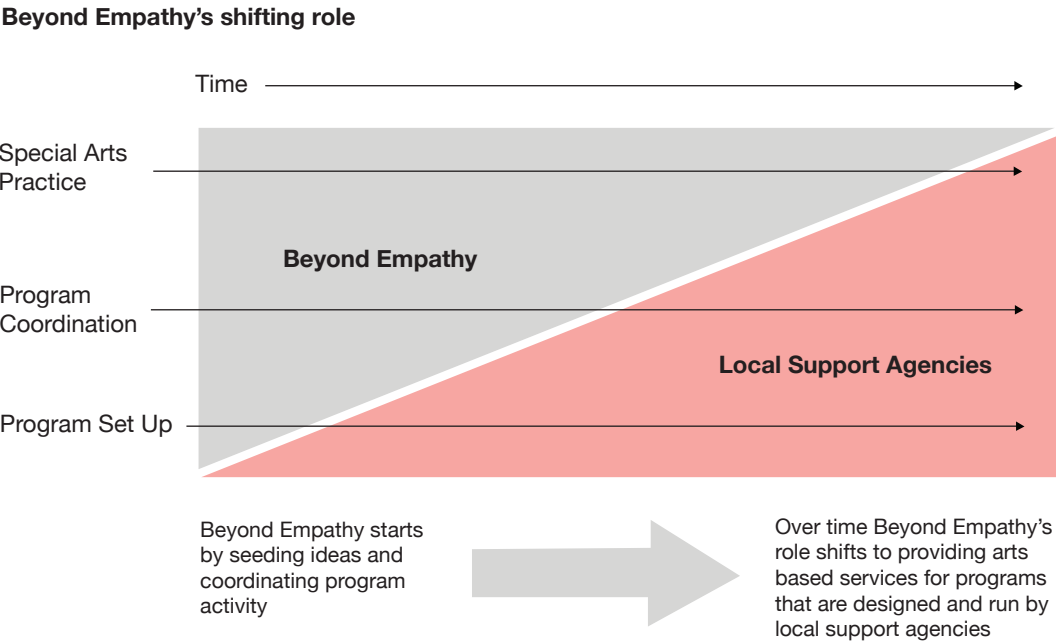 Beyond Empathy's shifting role
Time
Special Arts
Practice
Beyond Empathy
Program
Coordination
Local Support Agencies
Program Set Up
Beyond Empathy starts
by seeding ideas and
coordinating program
activity
Over time Beyond Empathy's
role shifts to providing arts
based services for programs
that are designed and run by
local support agencies